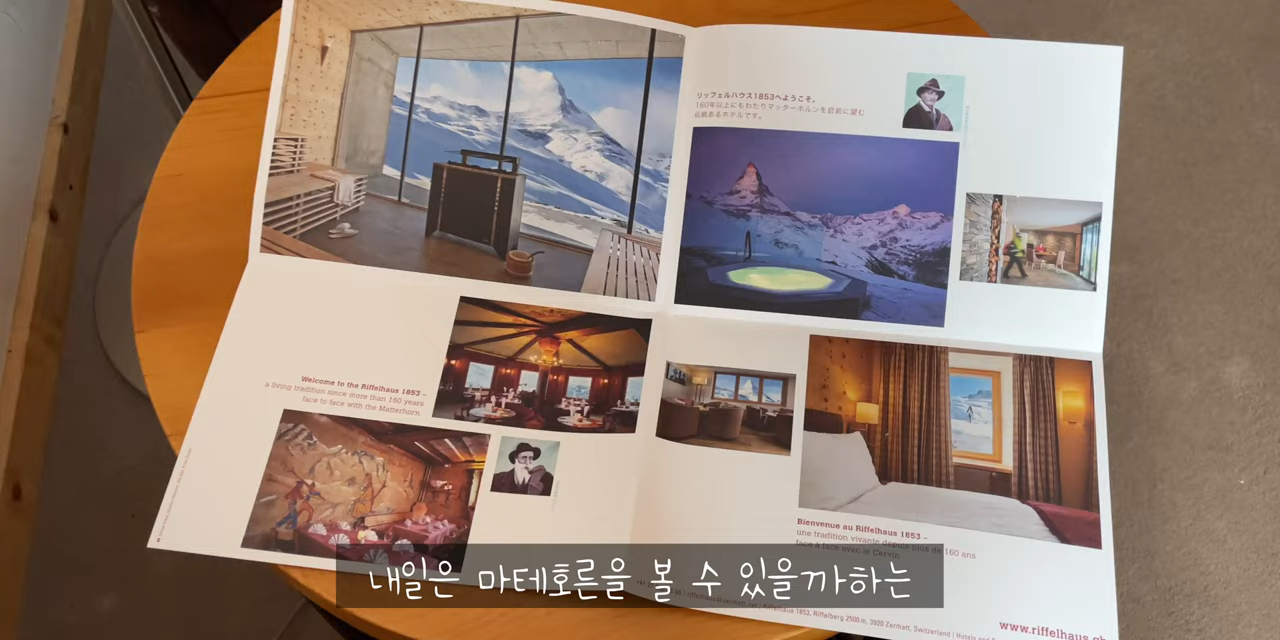 リッフェルハウス1853へようこそ。
160年以上にもわたりマッターホルンを目前に望む
伝統あるホテルです。
Welcome to the Riffelhaus 1853 –
a living tradition since more than 160 years
face to face with the Matterhorn.
Bienvenue au Riffelhaus 1853 –
une tradition vivante depuis plus de 160 ans
face à face avec le Cervin
내일은 마테호른을 볼 수 있을까하는
Riffelhaus 1853, Riffelberg 2500 m, 3920 Zermatt, Switzerland | Hotels and
www.riffelhaus.ch